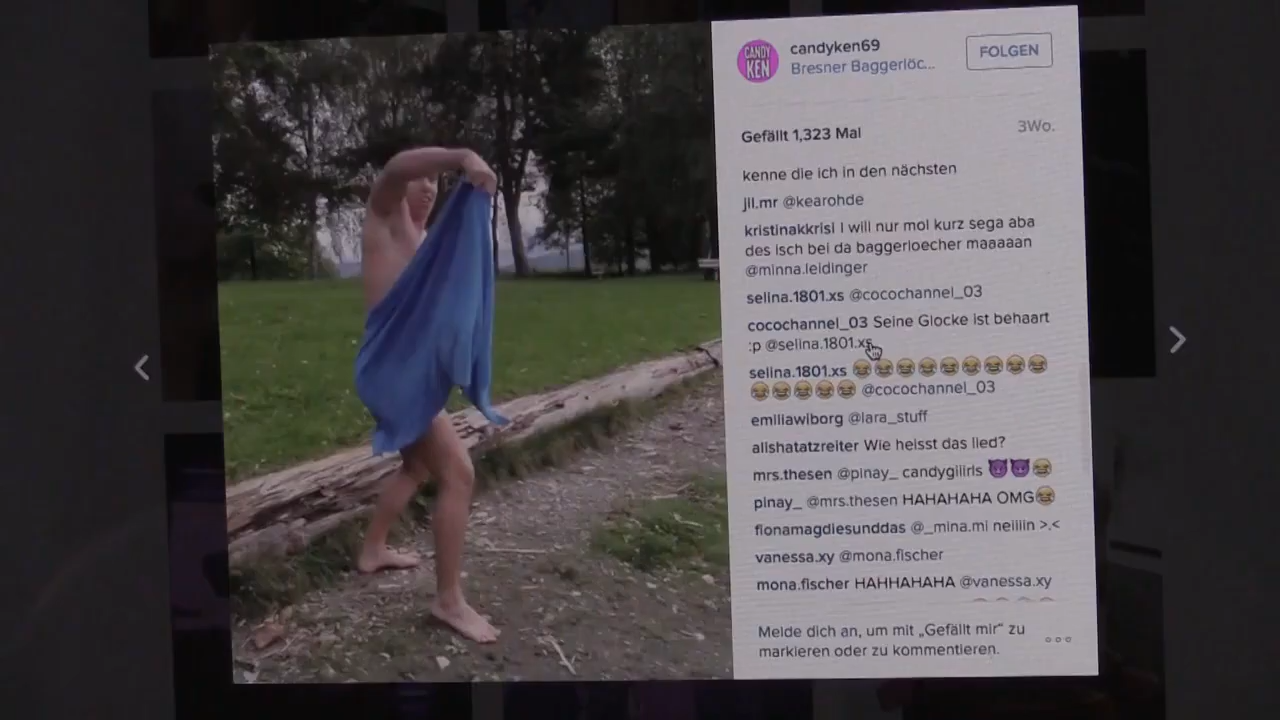 CANDY
KEN
candyken69
Bresner Baggerlöc...
FOLGEN
Gefällt 1,323 Mal
3Wo.
kenne die ich in den nächsten
jil.mr @kearohde
kristinakkrisi I will nur mol kurz sega aba
des isch bei da baggerloecher maaaaan
@minna.leidinger
selina.1801.xs @cocochannel_03
cocochannel_03 Seine Glocke ist behaart
:p @selina.1801.xs
selina.1801.xs 😂😂😂😂😂😂😂😂😂
😂😂😂😂😂 @cocochannel_03
emiliawiborg @lara_stuff
alishatatzreiter Wie heisst das lied?
mrs.thesen @pinay_ candygiiirls 😈😈😂
pinay_ @mrs.thesen HAHAHAHA OMG😂
fionamagdiesunddas @_mina.mi neiiiin >.<
vanessa.xy @mona.fischer
mona.fischer HAHHAHAHA @vanessa.xy
Melde dich an, um mit „Gefällt mir“ zu
markieren oder zu kommentieren.